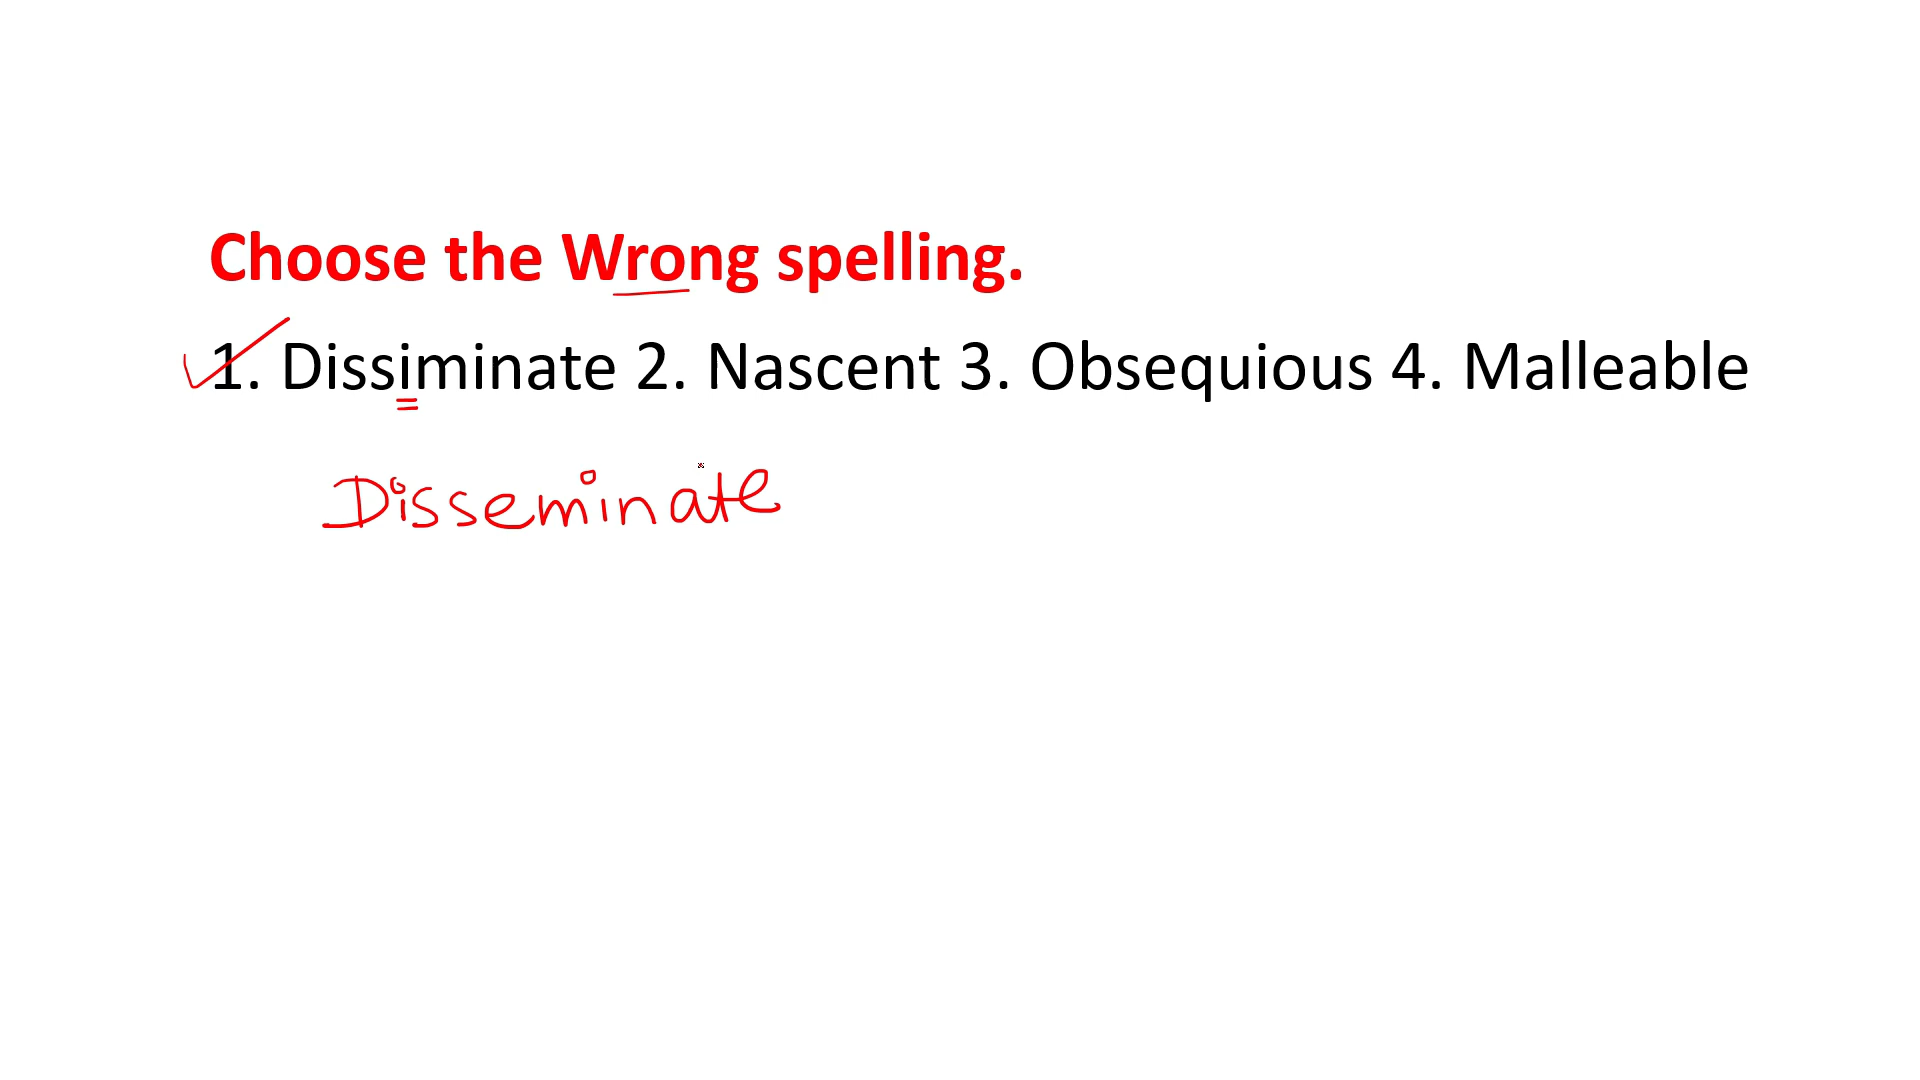 Choose the Wrong spelling.
1. Dissiminate 2. Nascent 3. Obsequious 4. Malleable
Disseminate